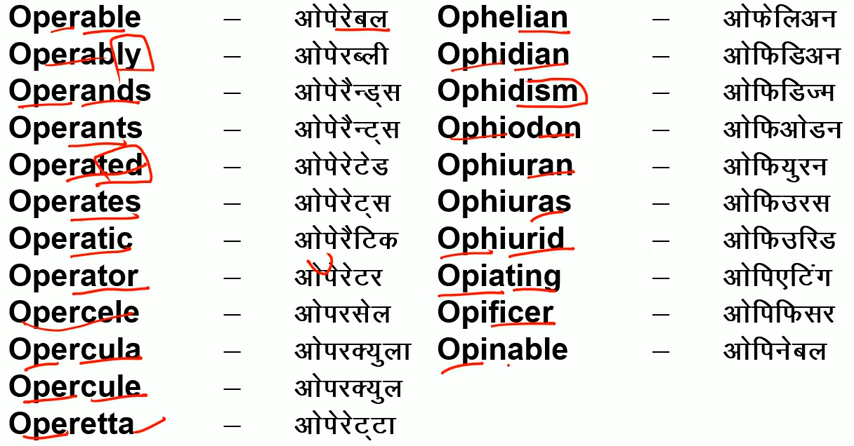 Operable – ओपेरेबल
Operably – ओपेरब्ली
Operands – ओपेरैन्ड्स
Operants – ओपेरैन्ट्स
Operated – ओपेरेटेड
Operates – ओपेरेट्स
Operatic – ओपेरैटिक
Operator – ओपेरेटर
Opercele – ओपरसेल
Opercula – ओपरक्युला
Opercule – ओपरक्युल
Operetta – ओपेरेट्टा
Ophelian – ओफेलिअन
Ophidian – ओफिडिअन
Ophidism – ओफिडिज्म
Ophiodon – ओफिओडन
Ophiuran – ओफियुरन
Ophiuras – ओफिउरस
Ophiurid – ओफिउरिड
Opiating – ओपिएटिंग
Opificer – ओपिफिसर
Opinable – ओपिनेबल